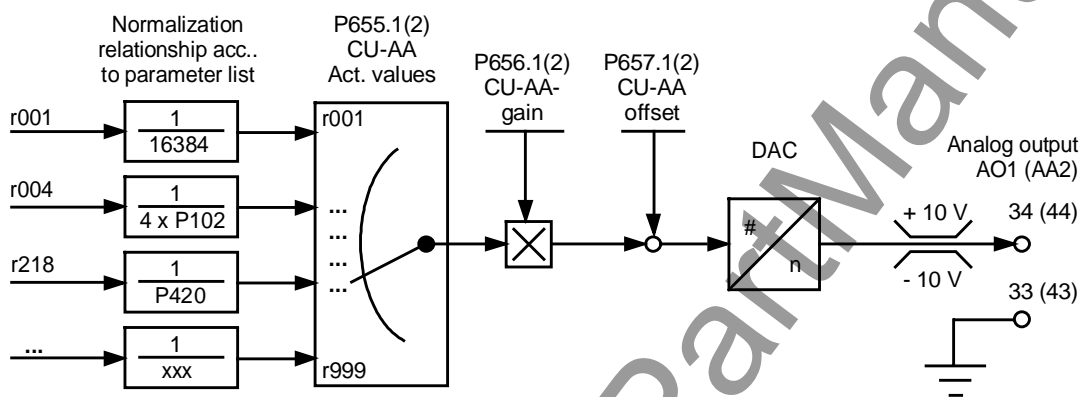 Normalization
relationship acc..
to parameter list
P655.1(2)
CU-AA
Act. values
P656.1(2)
CU-AA-
gain
P657.1(2)
CU-AA
offset
DAC
Analog output
AO1 (AA2)
r001
1
16384
r004
1
4 x P102
r218
1
P420
...
1
xxx
r001
...
...
...
...
r999
#
n
+ 10 V
- 10 V
34 (44)
33 (43)
PartMan